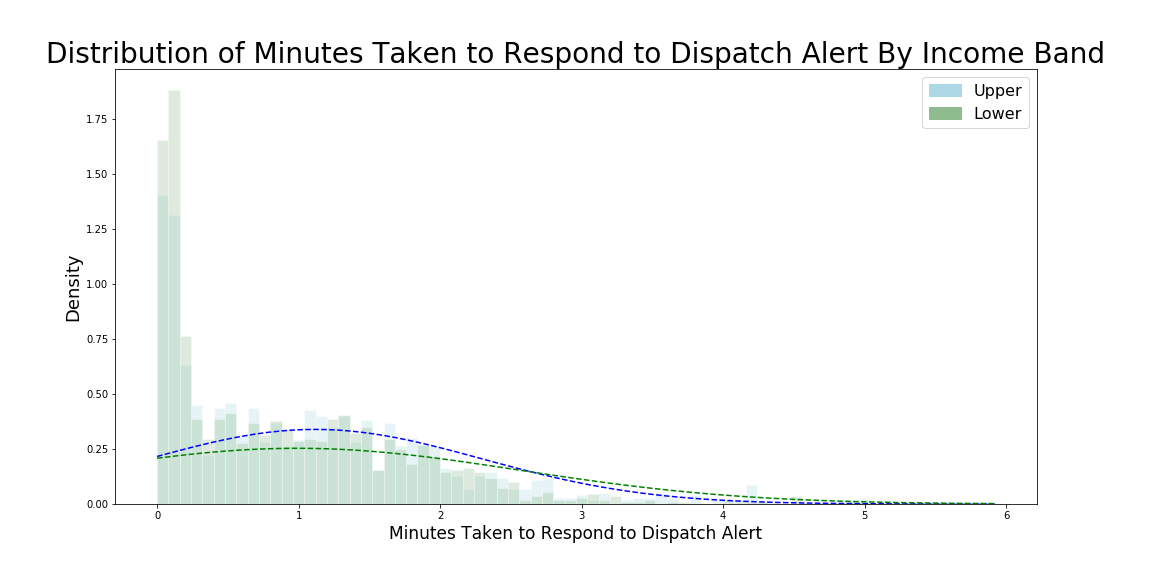 Distribution of Minutes Taken to Respond to Dispatch Alert By Income Band
Upper
Lower
Density
1.75
1.50
1.25
1.00
0.75
0.50
0.25
0.00
0 1 2 3 4 5 6
Minutes Taken to Respond to Dispatch Alert